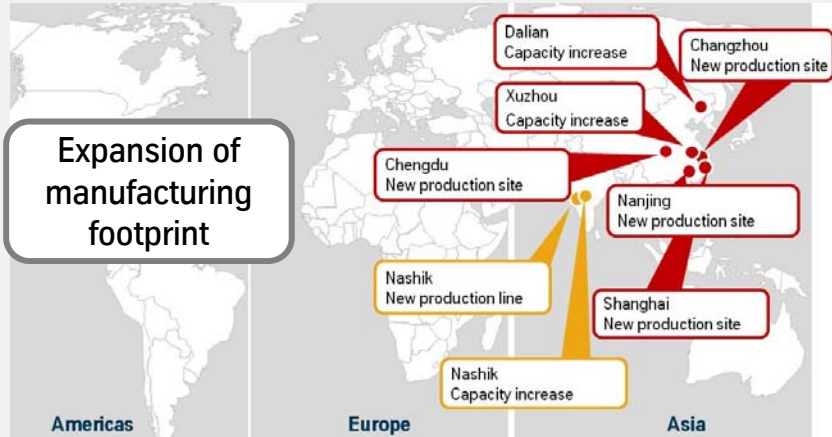 Dalian
Capacity increase
Changzhou
New production site
Xuzhou
Capacity increase
Expansion of
manufacturing
footprint
Chengdu
New production site
Nanjing
New production site
Nashik
New production line
Shanghai
New production site
Nashik
Capacity increase
Americas
Europe
Asia